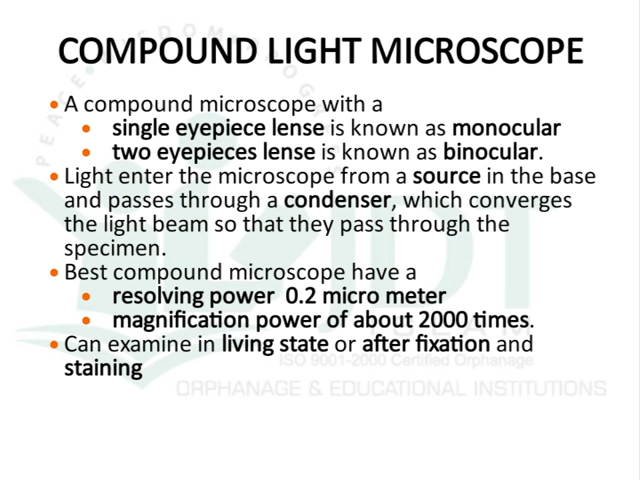 COMPOUND LIGHT MICROSCOPE
• A compound microscope with a
• single eyepiece lense is known as monocular
• two eyepieces lense is known as binocular.
• Light enter the microscope from a source in the base
and passes through a condenser, which converges
the light beam so that they pass through the
specimen.
• Best compound microscope have a
• resolving power 0.2 micro meter
• magnification power of about 2000 times.
• Can examine in living state or after fixation and
staining
ISO 9001-2000 Certified Orphanage
ORPHANAGE & EDUCATIONAL INSTITUTIONS